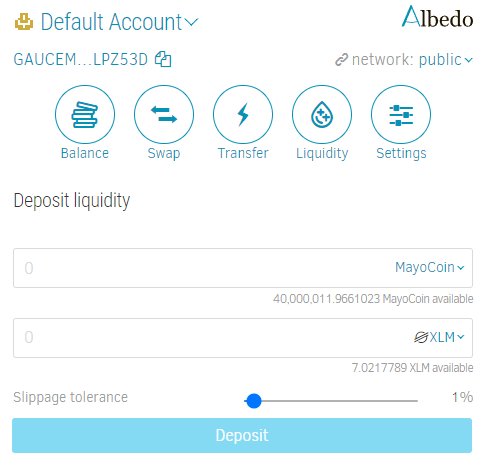 Default Account
Albedo
GAUCEM...LPZ53D
network: public
Balance
Swap
Transfer
Liquidity
Settings
Deposit liquidity
0
MayoCoin
40,000,011.9661023 MayoCoin available
0
XLM
7.0217789 XLM available
Slippage tolerance
1%
Deposit